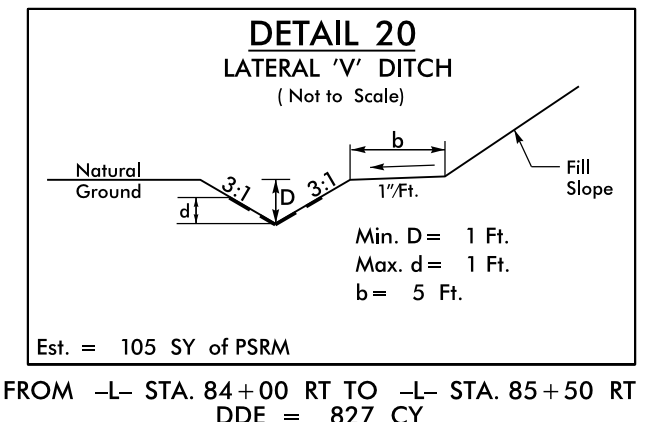 DETAIL 20
LATERAL 'V' DITCH
( Not to Scale)
b
Natural
Ground
3:1
D
3:1
1"/Ft.
Fill
Slope
d
Min. D = 1 Ft.
Max. d = 1 Ft.
b = 5 Ft.
Est. = 105 SY of PSRM
FROM –L– STA. 84+00 RT TO –L– STA. 85+50 RT
DDE = 827 CY